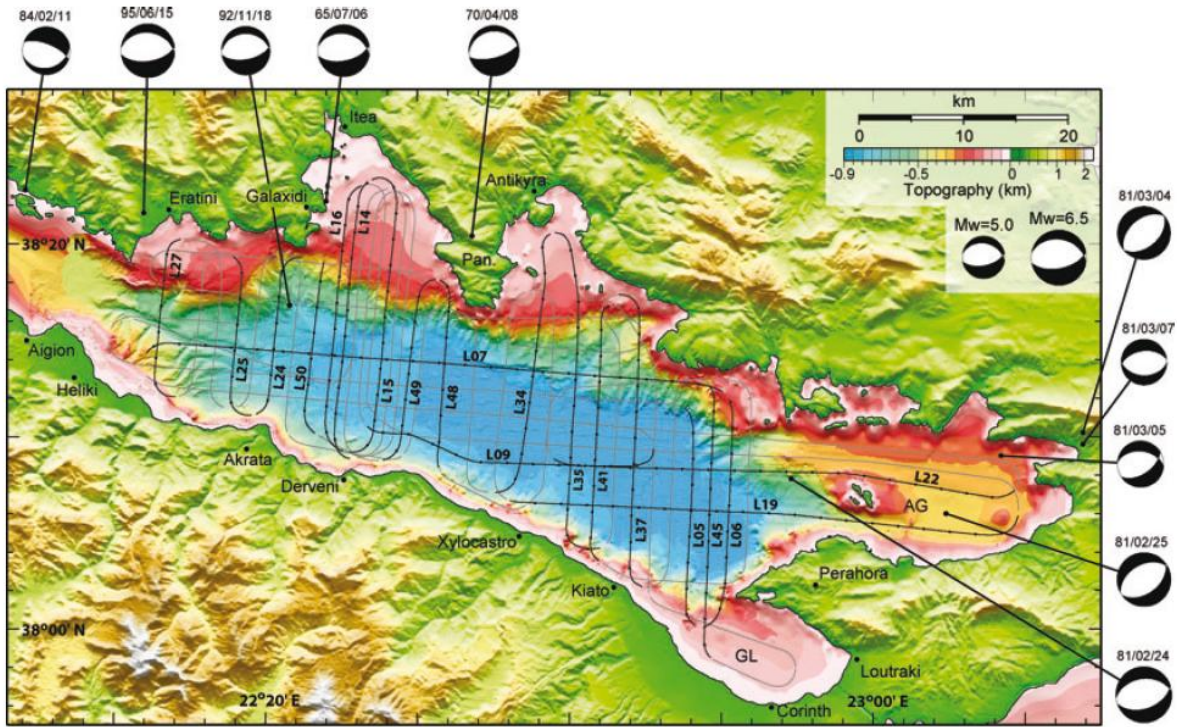 84/02/11
95/06/15
92/11/18
65/07/06
70/04/08
km
0 10 20
-0.9 -0.5 0 1 2
Topography (km)
Mw=5.0
Mw=6.5
81/03/04
81/03/07
81/03/05
81/02/25
81/02/24
Itea
Antikyra
Eratini
Galaxidi
Pan.
38°20' N
L27
L16
L14
Aigion
Heliki
L07
L25
L24
L50
L15
L49
L48
L34
L09
L35
L41
L22
AG
L19
L37
L05
L45
L06
Akrata
Derveni
Xylocastro
Kiato
Perahora
38°00' N
GL
Loutraki
22°20' E
23°00 E
Corinth